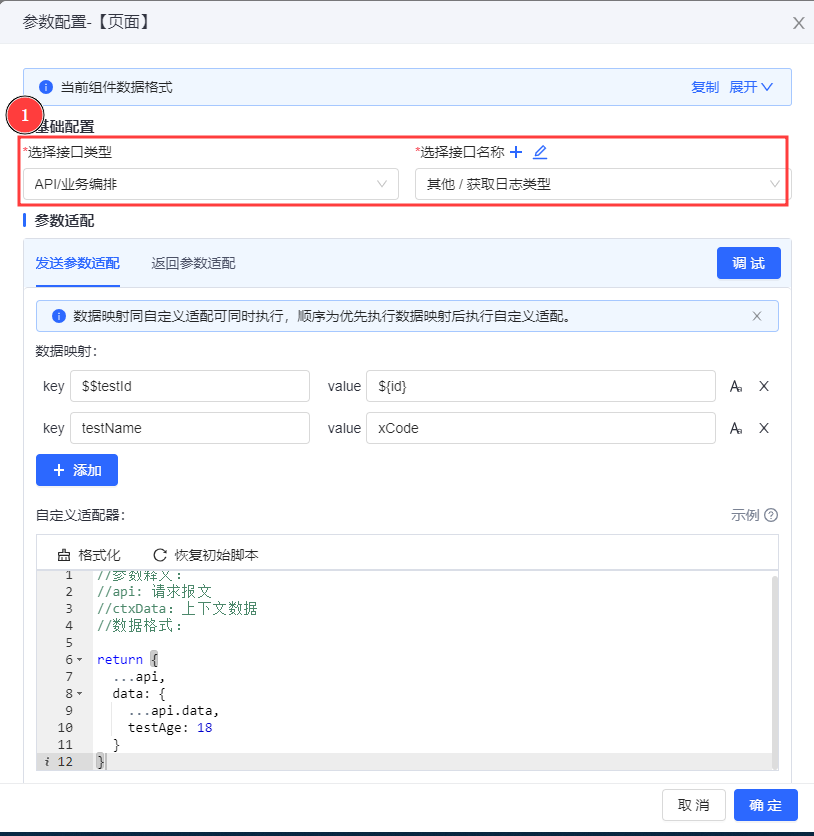 参数配置-【页面】
当前组件数据格式 复制 展开
1
基础配置
*选择接口类型 *选择接口名称
API/业务编排 其他 / 获取日志类型
参数适配
发送参数适配 返回参数适配 调 试
数据映射同自定义适配可同时执行，顺序为优先执行数据映射后执行自定义适配。
数据映射：
key $$testId value ${id}
key testName value xCode
添加
自定义适配器： 示例
格式化 恢复初始脚本
1 //参数释义：
2 //api: 请求报文
3 //ctxData: 上下文数据
4 //数据格式：
5
6 return {
7 ...api,
8 data: {
9 ...api.data,
10 testAge: 18
11 }
i 12 }
取 消 确 定